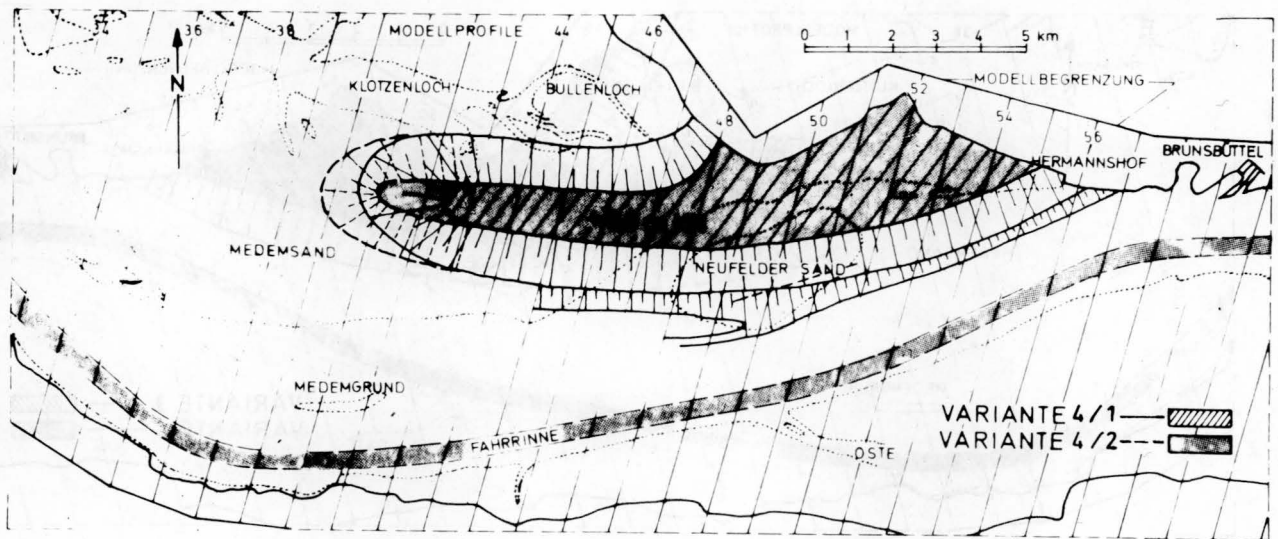 36 38 MODELLPROFILE 44 46
0 1 2 3 4 5 km
N
KLOTZENLOCH
BULLENLOCH
MODELLBEGRENZUNG
48 50 52 54 56
HERMANNSHOF
BRUNSBÜTTEL
MEDEMSAND
NEUFELDER SAND
MEDEMGRUND
FAHRRINNE
OSTE
VARIANTE 4/1
VARIANTE 4/2